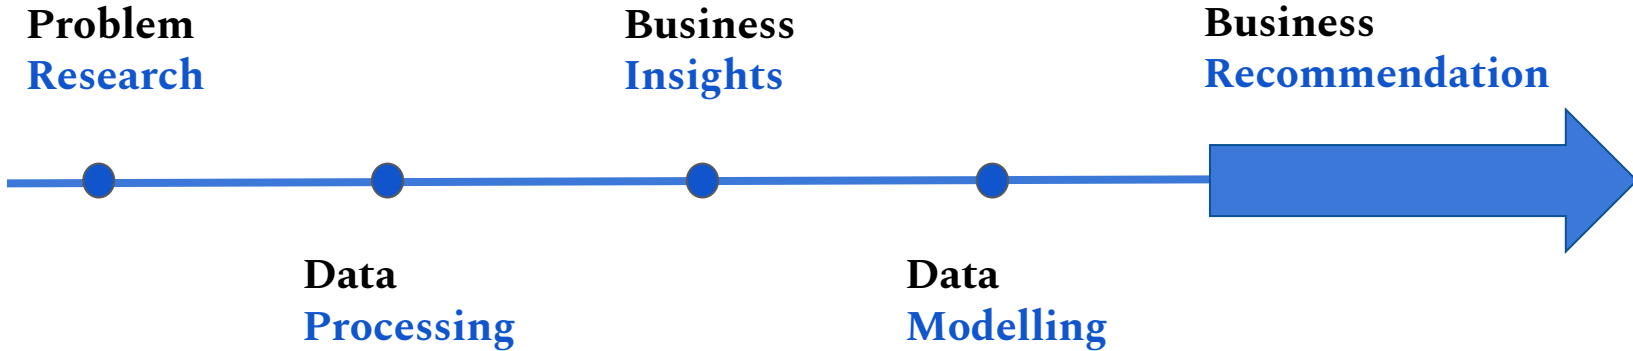 Problem
Research
Data
Processing
Business
Insights
Data
Modelling
Business
Recommendation